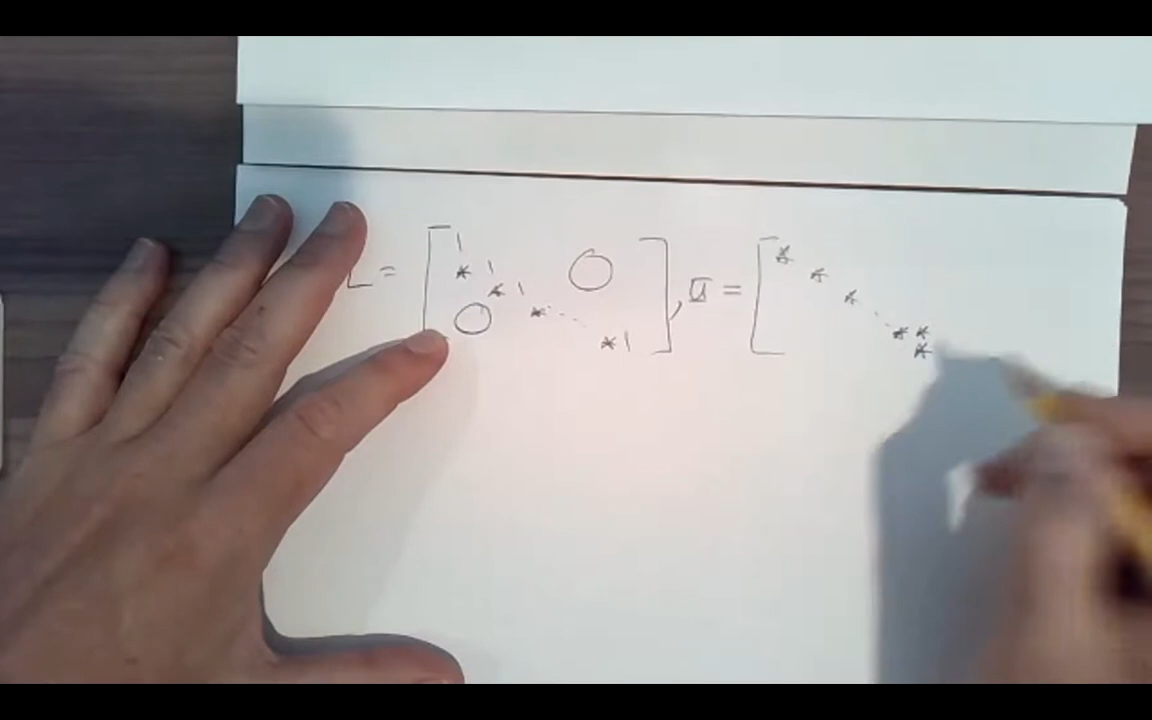 L = [ 1 O
* 1
* 1
O * ...
* 1 ] , U = [ *
*
*
...
* *
*